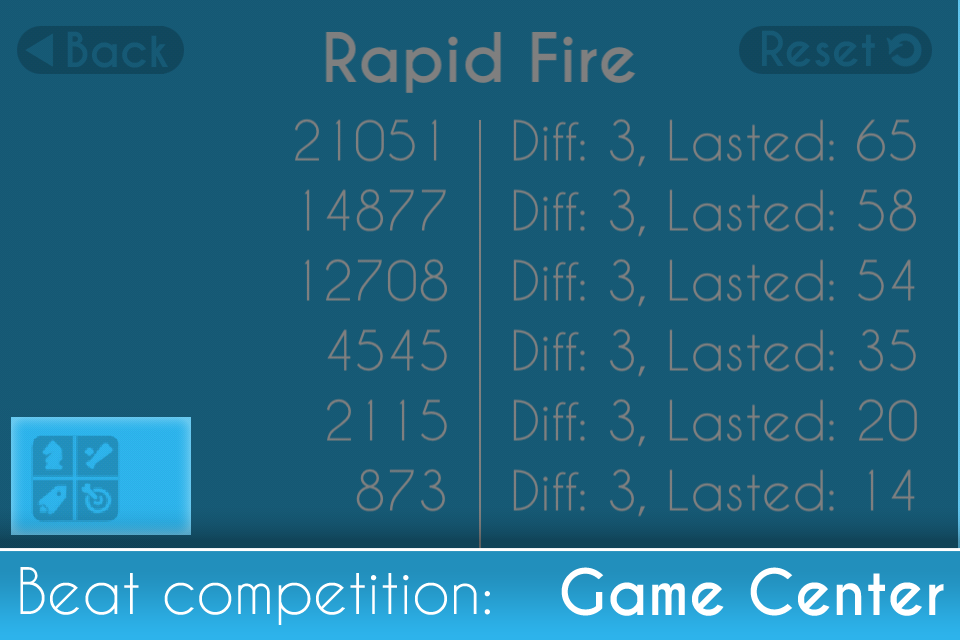 Back Rapid Fire Reset
21051 Diff: 3, Lasted: 65
14877 Diff: 3, Lasted: 58
12708 Diff: 3, Lasted: 54
4545 Diff: 3, Lasted: 35
2115 Diff: 3, Lasted: 20
873 Diff: 3, Lasted: 14
Beat competition: Game Center